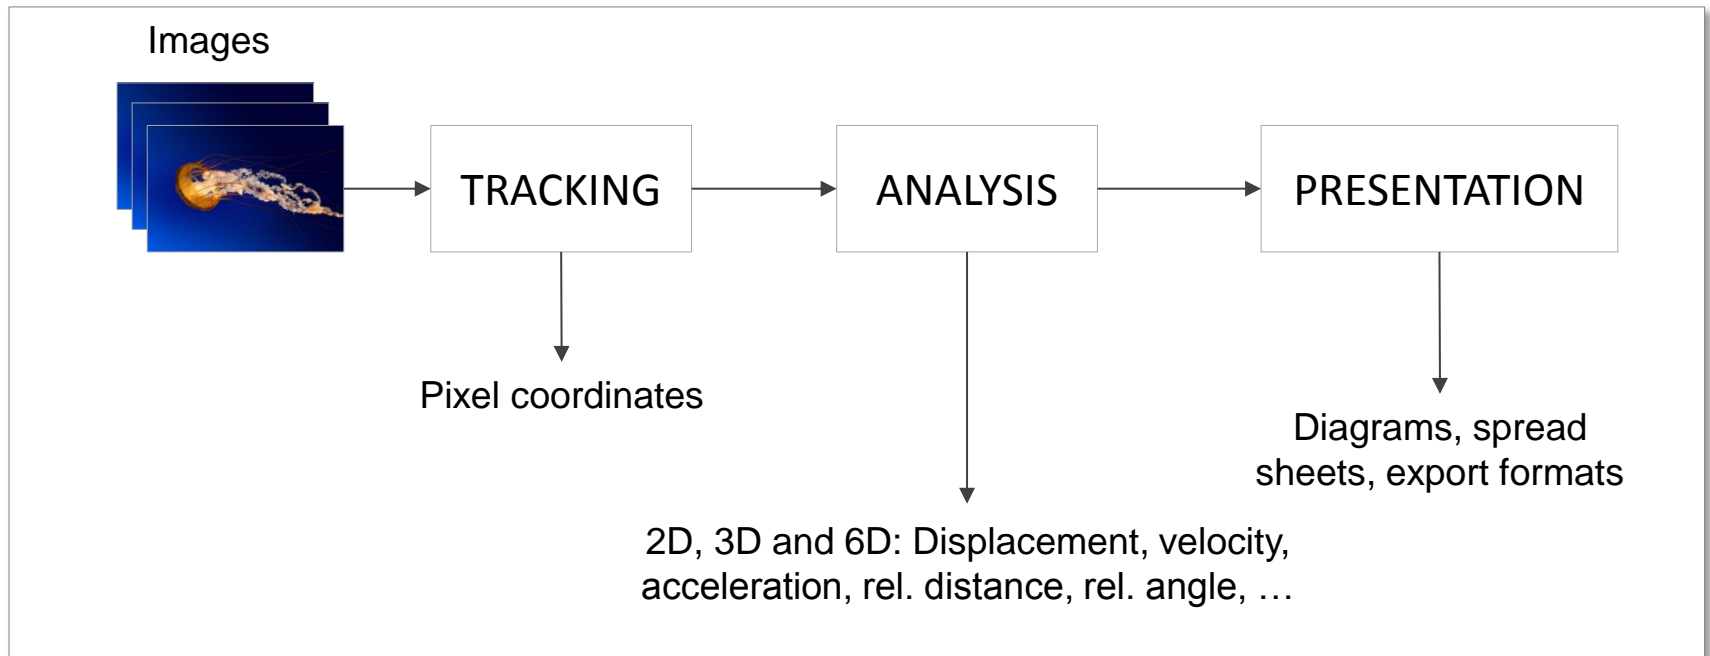 Images
TRACKING
ANALYSIS
PRESENTATION
Pixel coordinates
Diagrams, spread
sheets, export formats
2D, 3D and 6D: Displacement, velocity,
acceleration, rel. distance, rel. angle, …